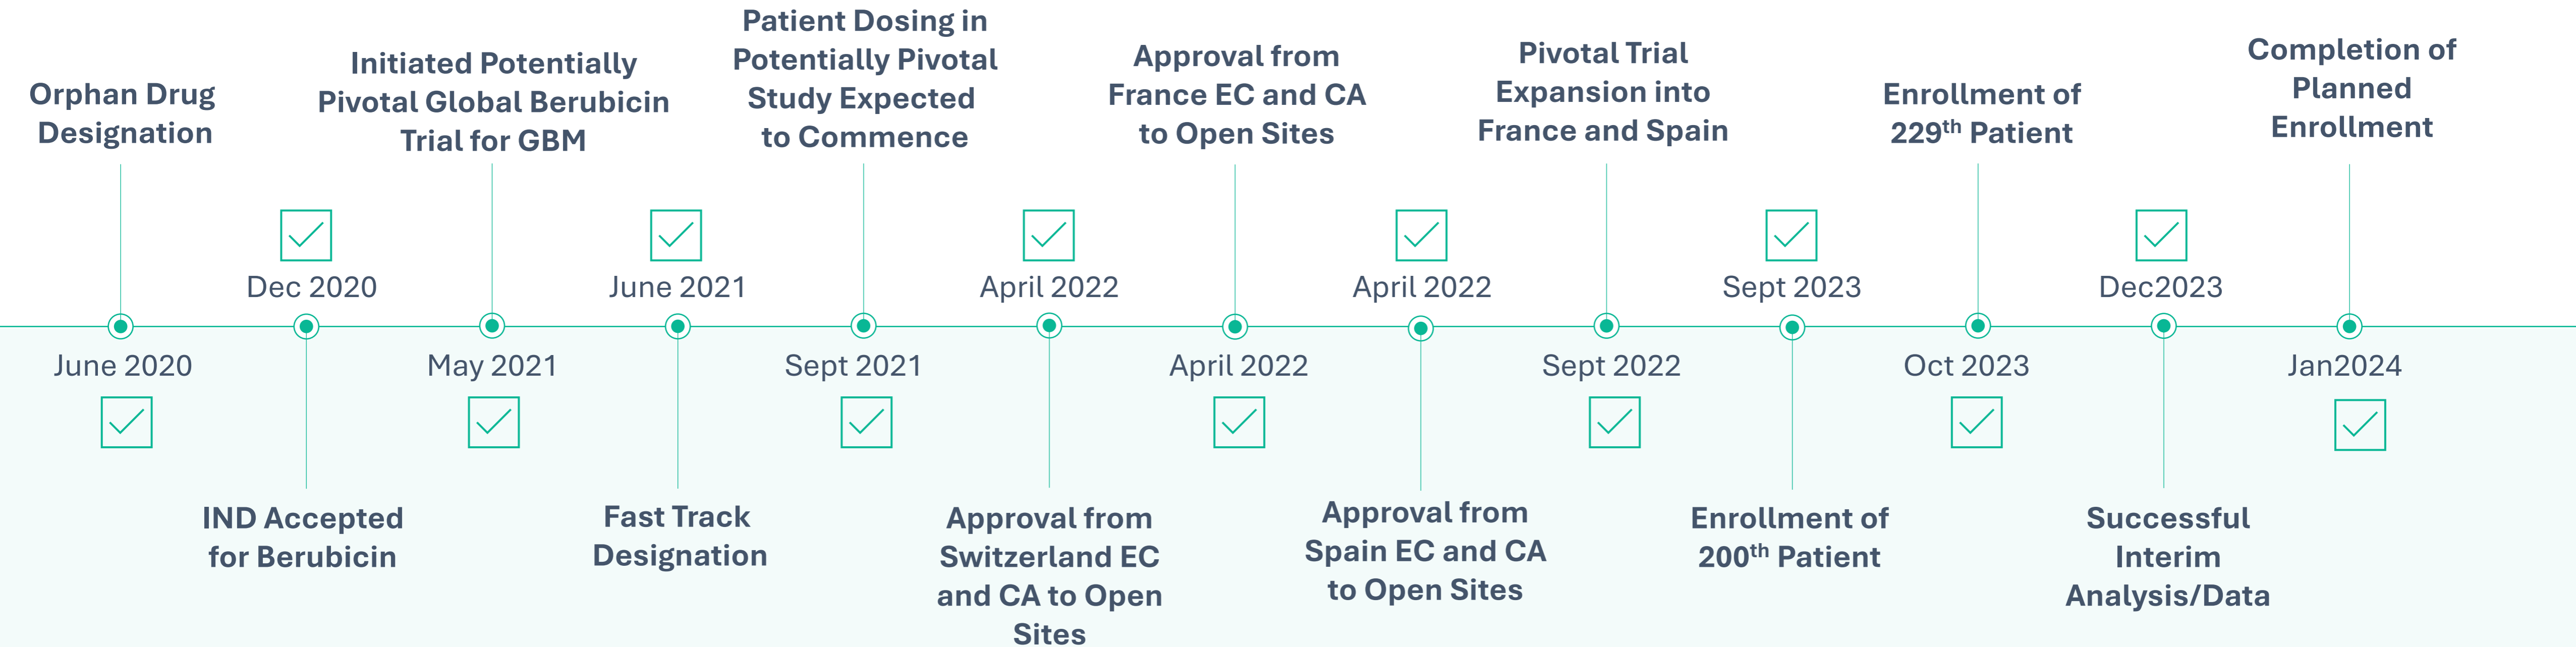 Orphan Drug
Designation
June 2020
Dec 2020
IND Accepted
for Berubicin
Initiated Potentially
Pivotal Global Berubicin
Trial for GBM
May 2021
June 2021
Fast Track
Designation
Patient Dosing in
Potentially Pivotal
Study Expected
to Commence
Sept 2021
April 2022
Approval from
Switzerland EC
and CA to Open
Sites
Approval from
France EC and CA
to Open Sites
April 2022
April 2022
Approval from
Spain EC and CA
to Open Sites
Pivotal Trial
Expansion into
France and Spain
Sept 2022
Sept 2023
Enrollment of
200th Patient
Enrollment of
229th Patient
Oct 2023
Dec2023
Successful
Interim
Analysis/Data
Completion of
Planned
Enrollment
Jan2024